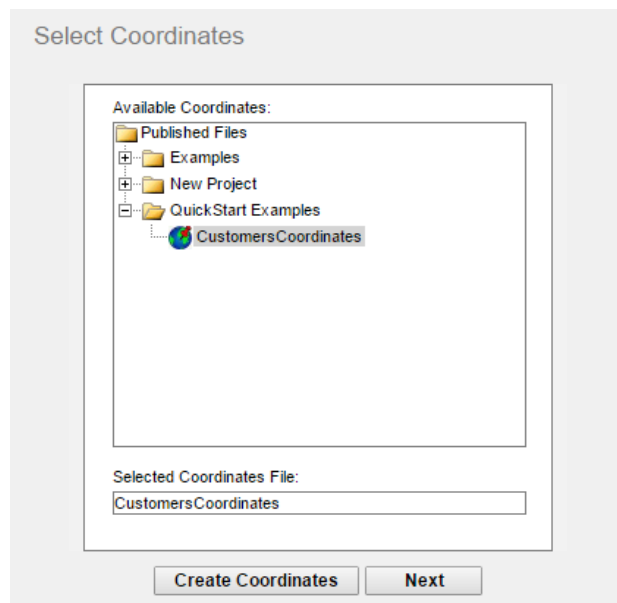 Select Coordinates
Available Coordinates:
Published Files
Examples
New Project
QuickStart Examples
CustomersCoordinates
Selected Coordinates File:
CustomersCoordinates
Create Coordinates Next